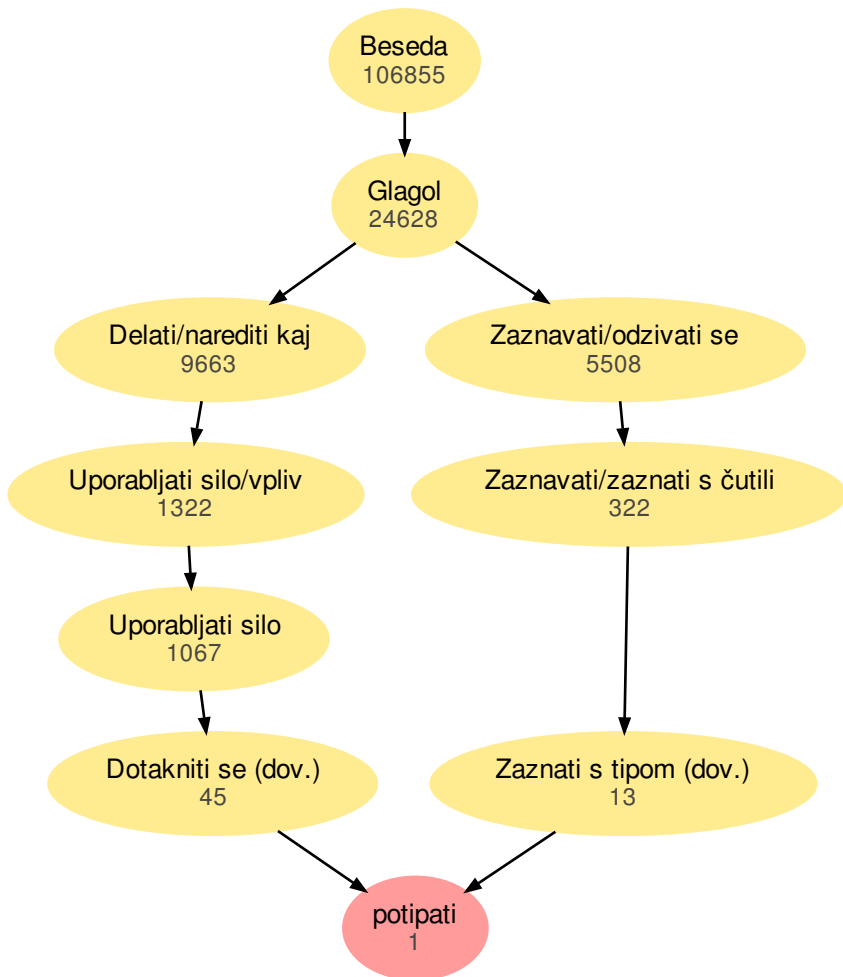 Beseda
106855
Glagol
24628
Delati/narediti kaj
9663
Zaznavati/odzivati se
5508
Uporabljati silo/vpliv
1322
Zaznavati/zaznati s čutili
322
Uporabljati silo
1067
Dotakniti se (dov.)
45
Zaznati s tipom (dov.)
13
potipati
1